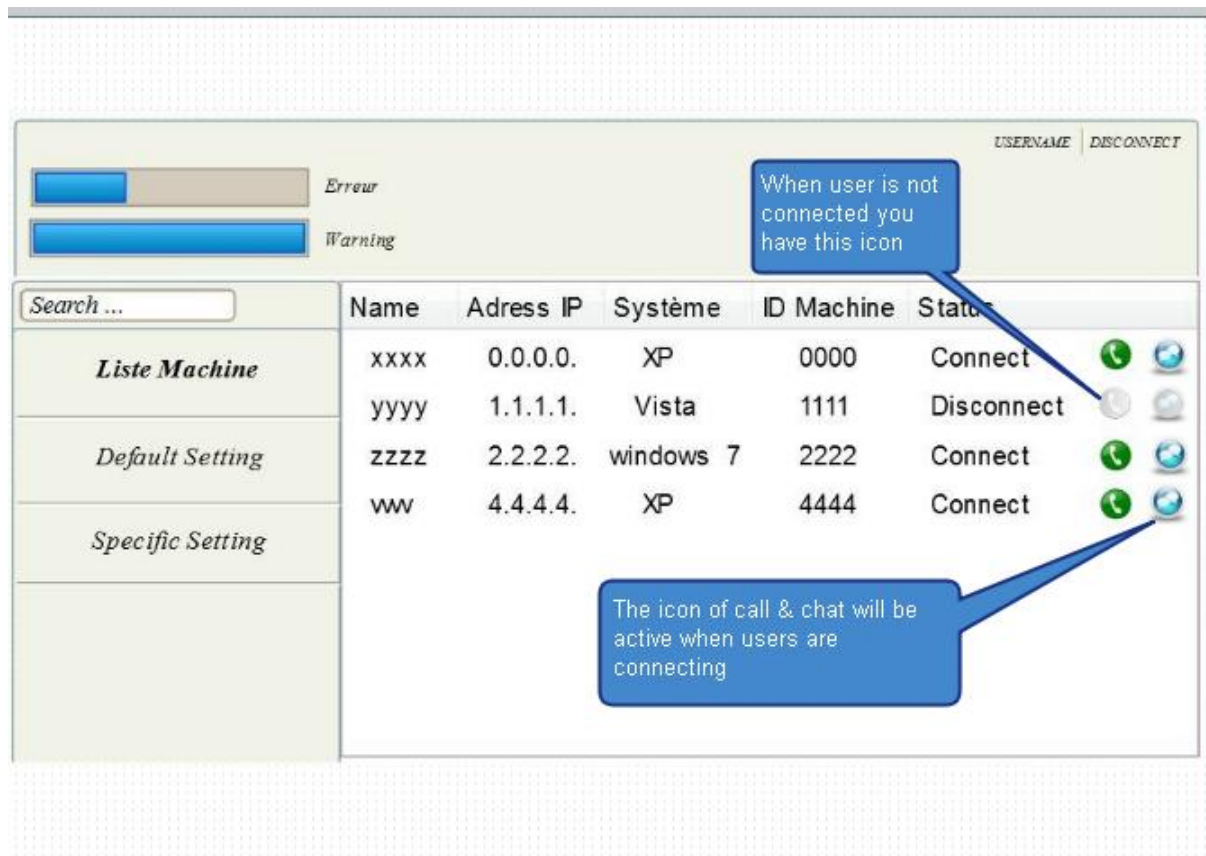 USERNAME DISCONNECT
Erreur
Warning
When user is not
connected you
have this icon
Search ...
Name Adress IP Système ID Machine Status
Liste Machine
Default Setting
Specific Setting
xxxx 0.0.0.0. XP 0000 Connect
yyyy 1.1.1.1. Vista 1111 Disconnect
zzzz 2.2.2.2. windows 7 2222 Connect
vvvv 4.4.4.4. XP 4444 Connect
The icon of call & chat will be
active when users are
connecting